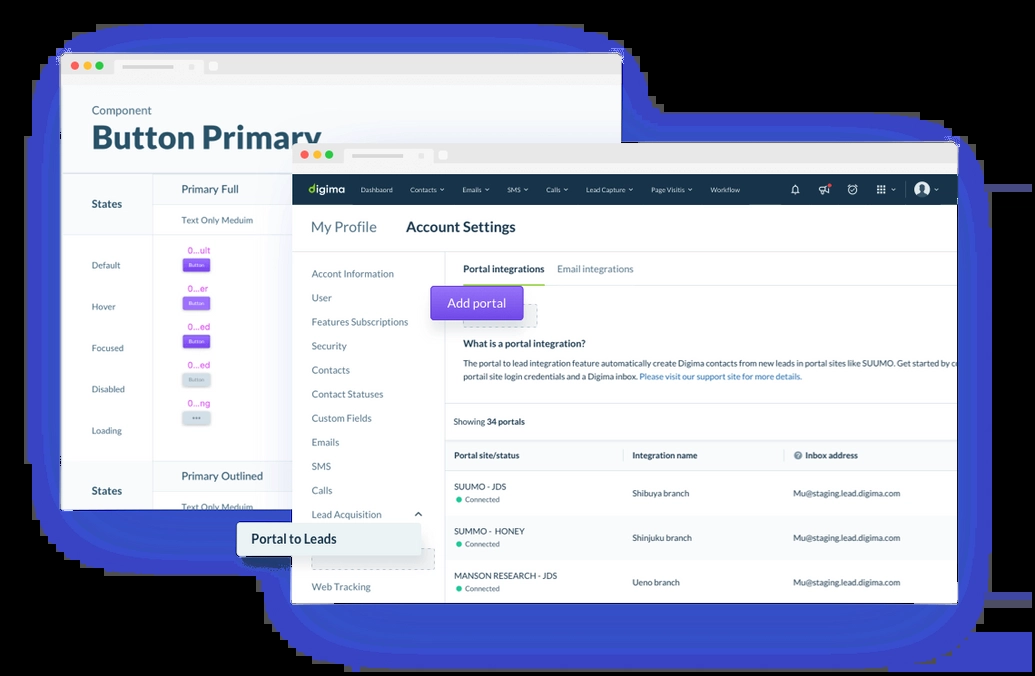 Component
Button Primary
States
Primary Full
Text Only Meduim
Default
0...ult
Button
Hover
0...er
Button
Focused
0...ed
Button
Disabled
0...ed
Button
Loading
0...ng
States
Primary Outlined
Text Only Meduim
digima
Dashbaord
Contacts
Emails
SMS
Calls
Lead Capture
Page Visitis
Workflow
My Profile
Account Settings
Accont Information
User
Features Subscriptions
Security
Contacts
Contact Statuses
Custom Fields
Emails
SMS
Calls
Lead Acquisition
Portal to Leads
Web Tracking
Portal integrations
Email integrations
Add portal
What is a portal integration?
The portal to lead integration feature automatically create Digima contacts from new leads in portal sites like SUUMO. Get started by
portail site login credentials and a Digima inbox. Please visit our support site for more details.
Showing 34 portals
Portal site/status
Integration name
Inbox address
SUUMO - JDS
Connected
Shibuya branch
Mu@staging.lead.digima.com
SUMMO - HONEY
Connected
Shinjuku branch
Mu@staging.lead.digima.com
MANSON RESEARCH - JDS
Connected
Ueno branch
Mu@staging.lead.digima.com